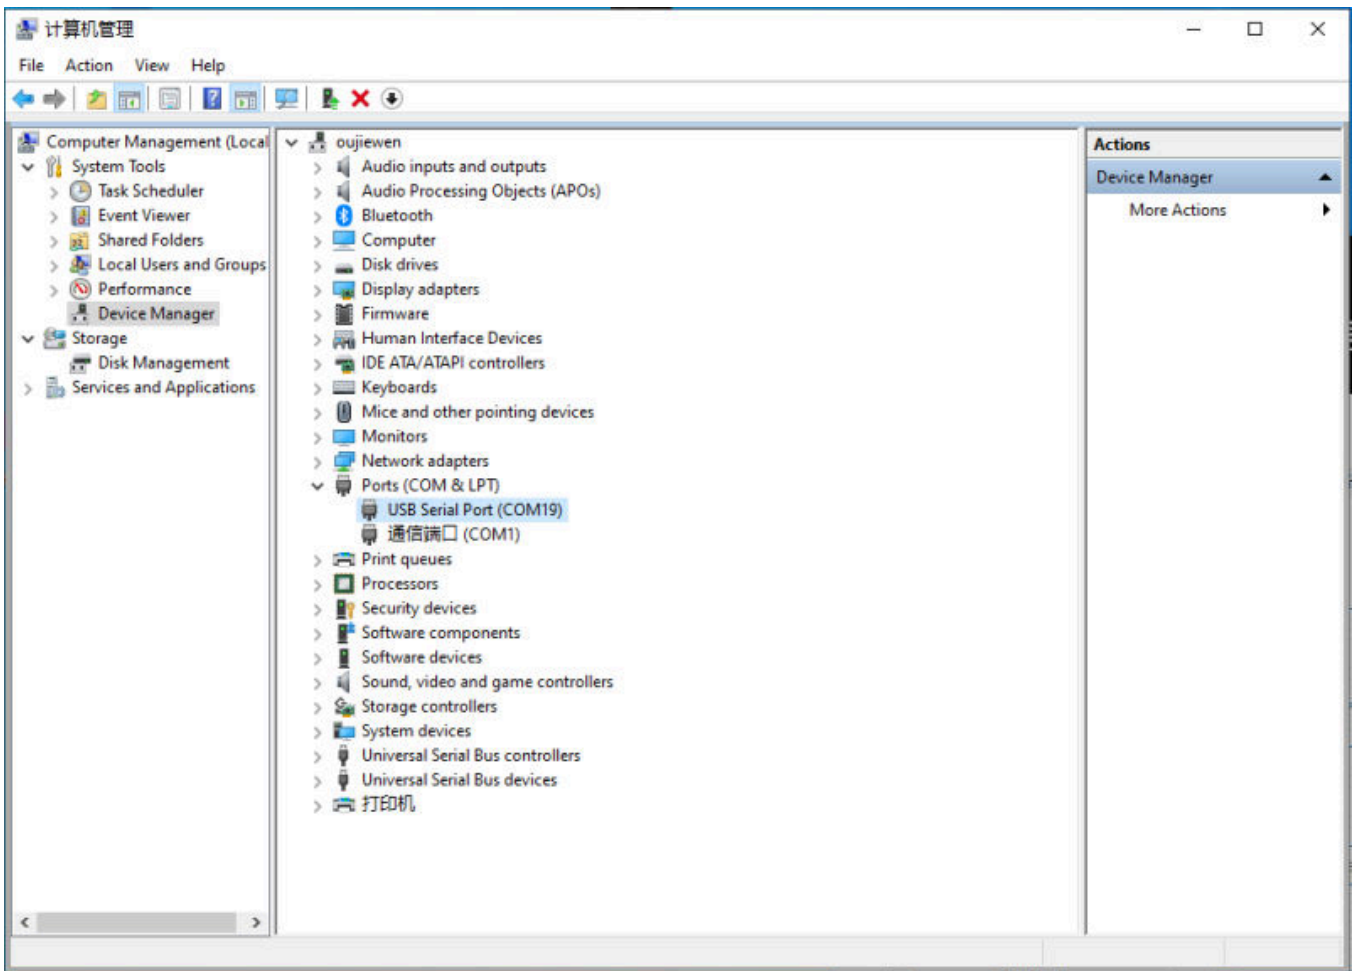 计算机管理
File Action View Help
Computer Management (Local
System Tools
Task Scheduler
Event Viewer
Shared Folders
Local Users and Groups
Performance
Device Manager
Storage
Disk Management
Services and Applications
oujiewen
Audio inputs and outputs
Audio Processing Objects (APOs)
Bluetooth
Computer
Disk drives
Display adapters
Firmware
Human Interface Devices
IDE ATA/ATAPI controllers
Keyboards
Mice and other pointing devices
Monitors
Network adapters
Ports (COM & LPT)
USB Serial Port (COM19)
通信端口 (COM1)
Print queues
Processors
Security devices
Software components
Software devices
Sound, video and game controllers
Storage controllers
System devices
Universal Serial Bus controllers
Universal Serial Bus devices
打印机
Actions
Device Manager
More Actions